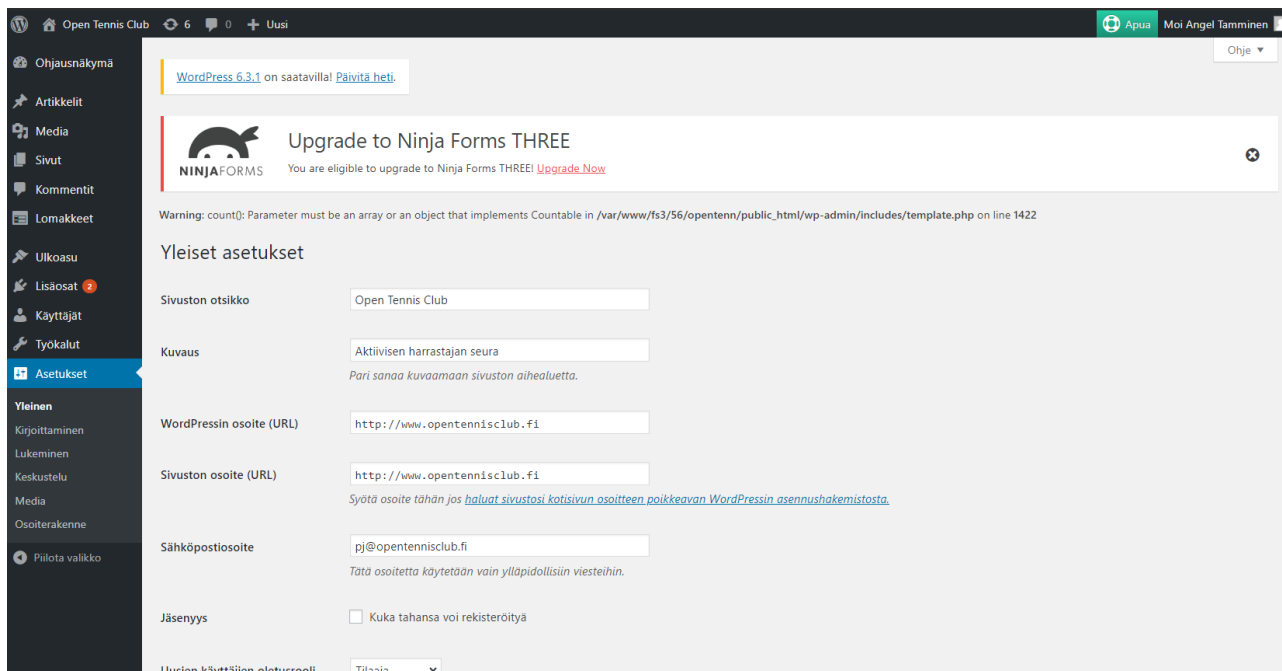 Open Tennis Club 6 0 Uusi Apua Moi Angel Tamminen
Ohje
Ohjausnäkymä
Artikkelit
Media
Sivut
Kommentit
Lomakkeet
Ulkoasu
Lisäosat 2
Käyttäjät
Työkalut
Asetukset
Yleinen
Kirjoittaminen
Lukeminen
Keskustelu
Media
Osoiterakenne
Piilota valikko
WordPress 6.3.1 on saatavilla! Päivitä heti.
NINJAFORMS
Upgrade to Ninja Forms THREE
You are eligible to upgrade to Ninja Forms THREE! Upgrade Now
Warning: count(): Parameter must be an array or an object that implements Countable in /var/www/fs3/56/opentenn/public_html/wp-admin/includes/template.php on line 1422
Yleiset asetukset
Sivuston otsikko Open Tennis Club
Kuvaus Aktiivisen harrastajan seura
Pari sanaa kuvaamaan sivuston aihealuetta.
WordPressin osoite (URL) http://www.opentennisclub.fi
Sivuston osoite (URL) http://www.opentennisclub.fi
Syötä osoite tähän jos haluat sivustosi kotisivun osoitteen poikkeavan WordPressin asennushakemistosta.
Sähköpostiosoite pj@opentennisclub.fi
Tätä osoitetta käytetään vain ylläpidollisiin viesteihin.
Jäsenyys Kuka tahansa voi rekisteröityä
Uusien käyttäjien oletusrooli Tilaaja